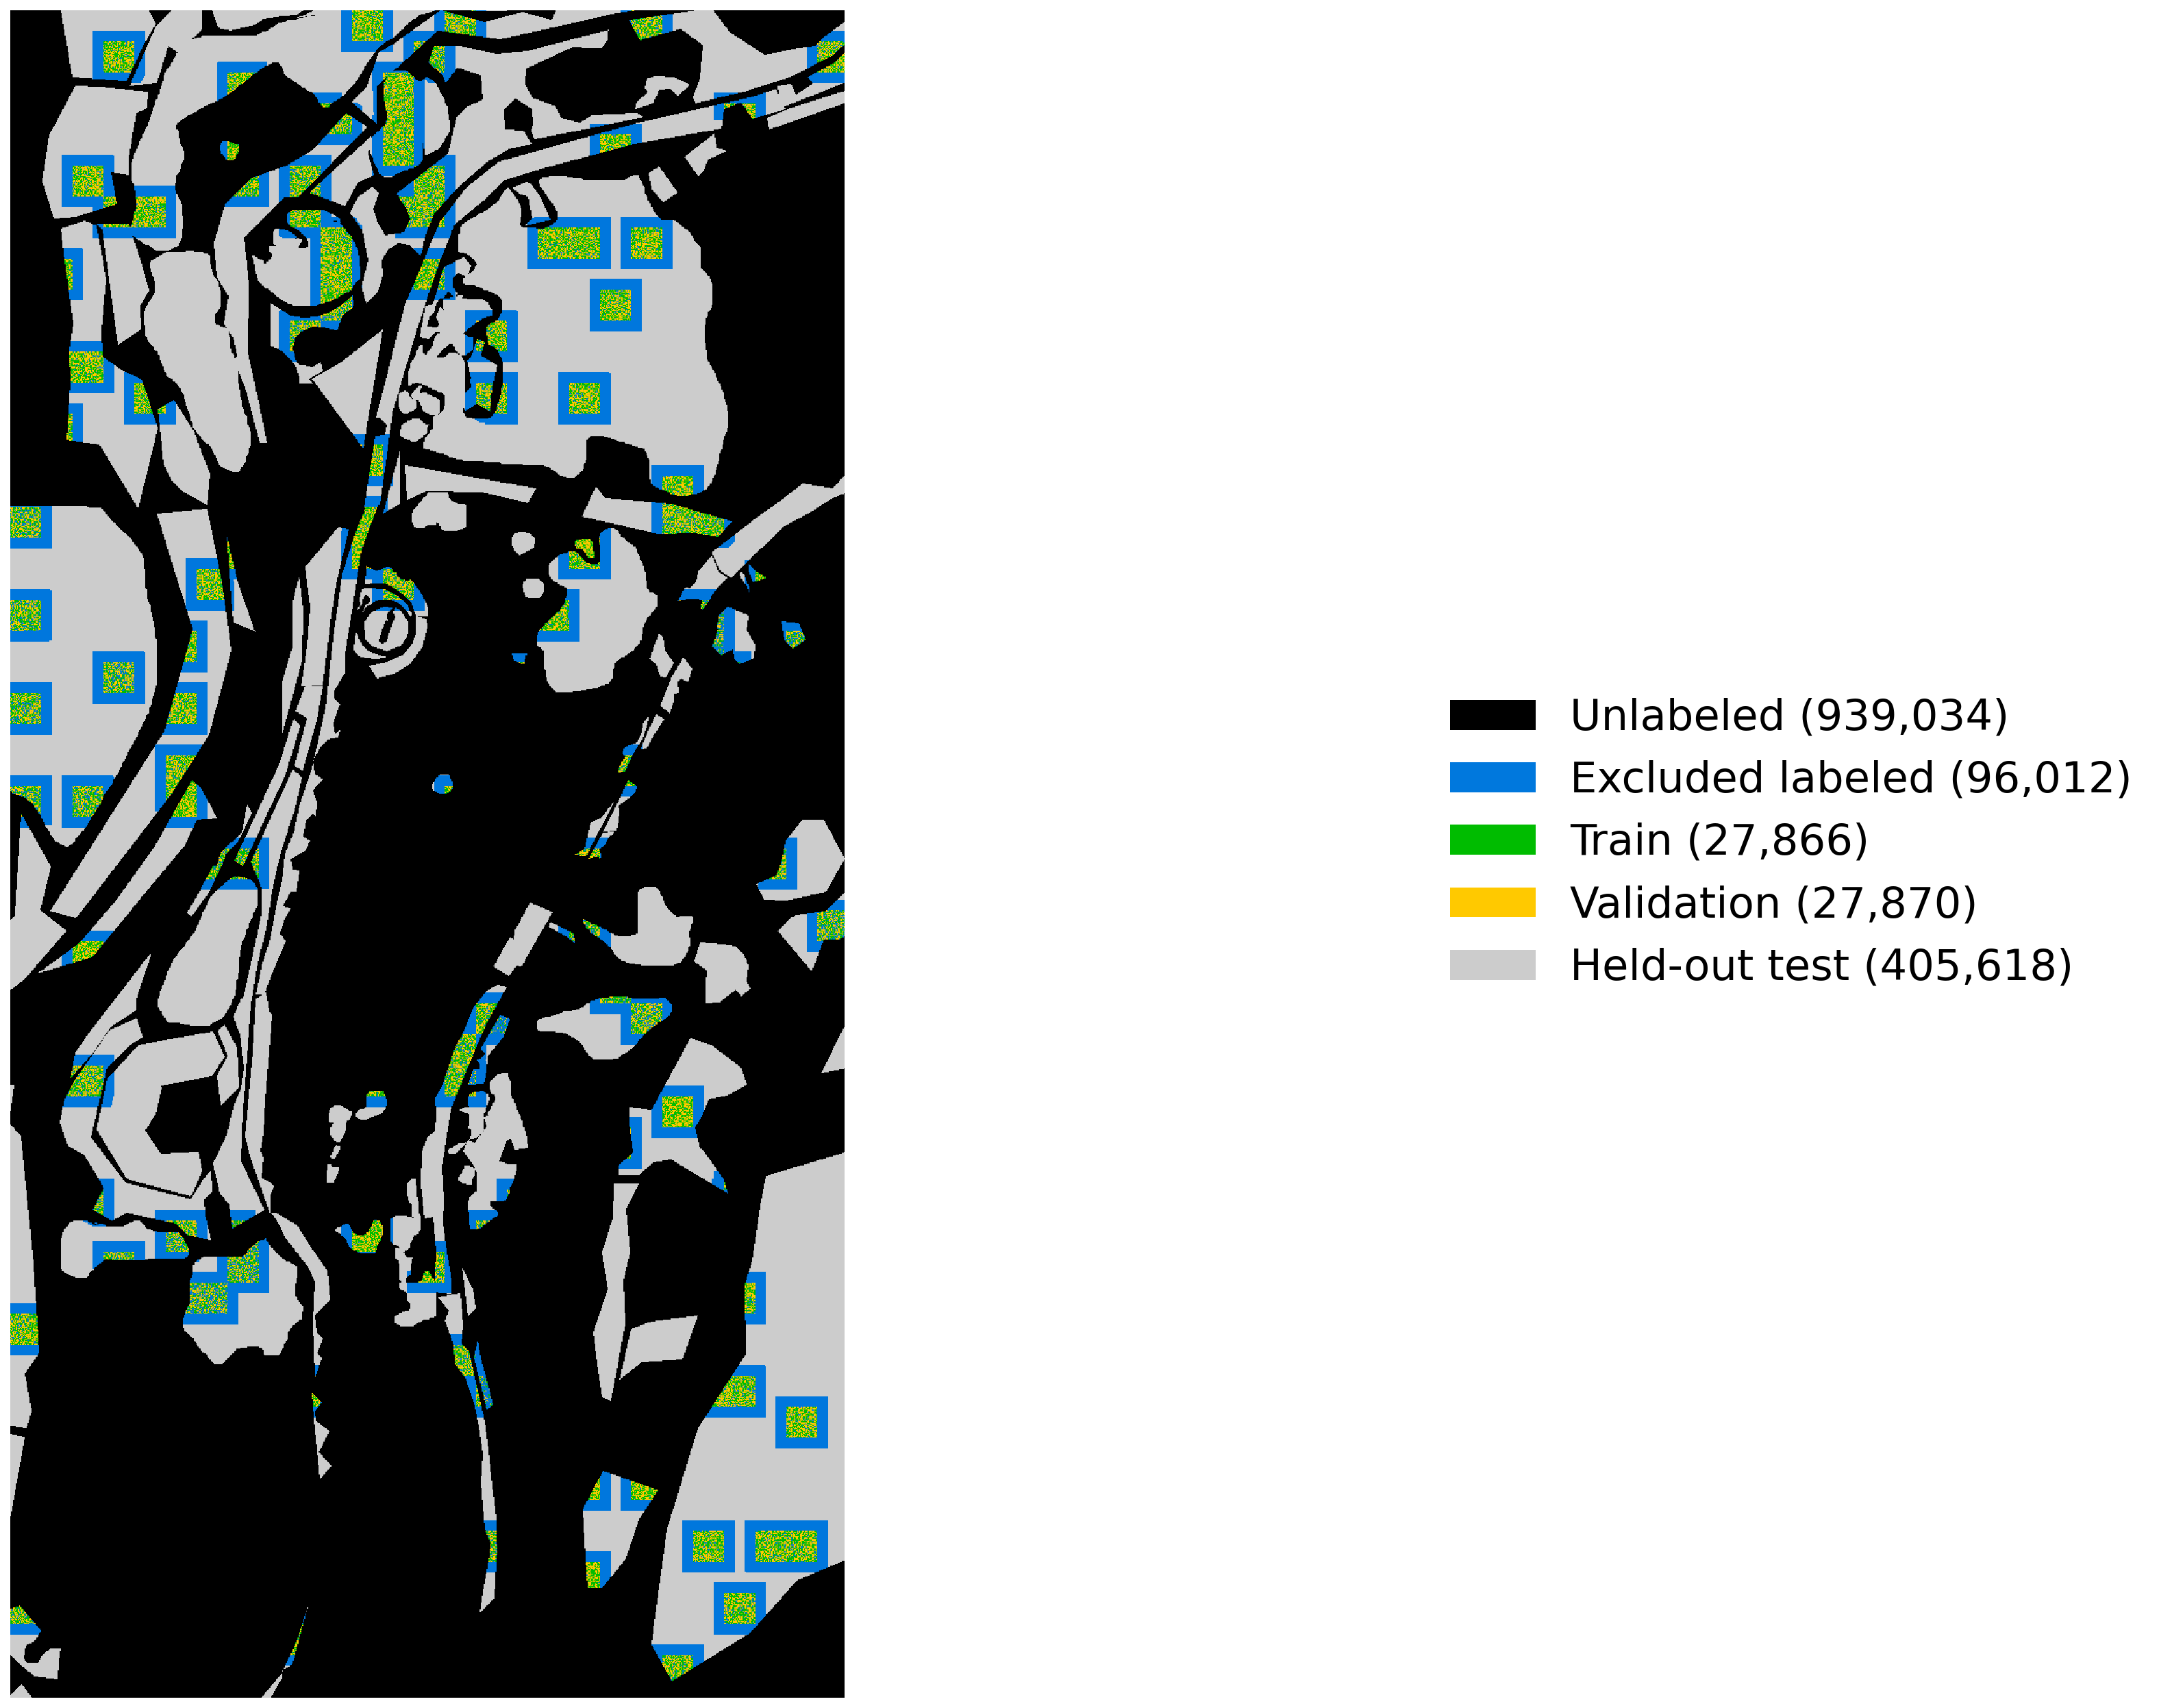 Unlabeled (939,034)
Excluded labeled (96,012)
Train (27,866)
Validation (27,870)
Held-out test (405,618)